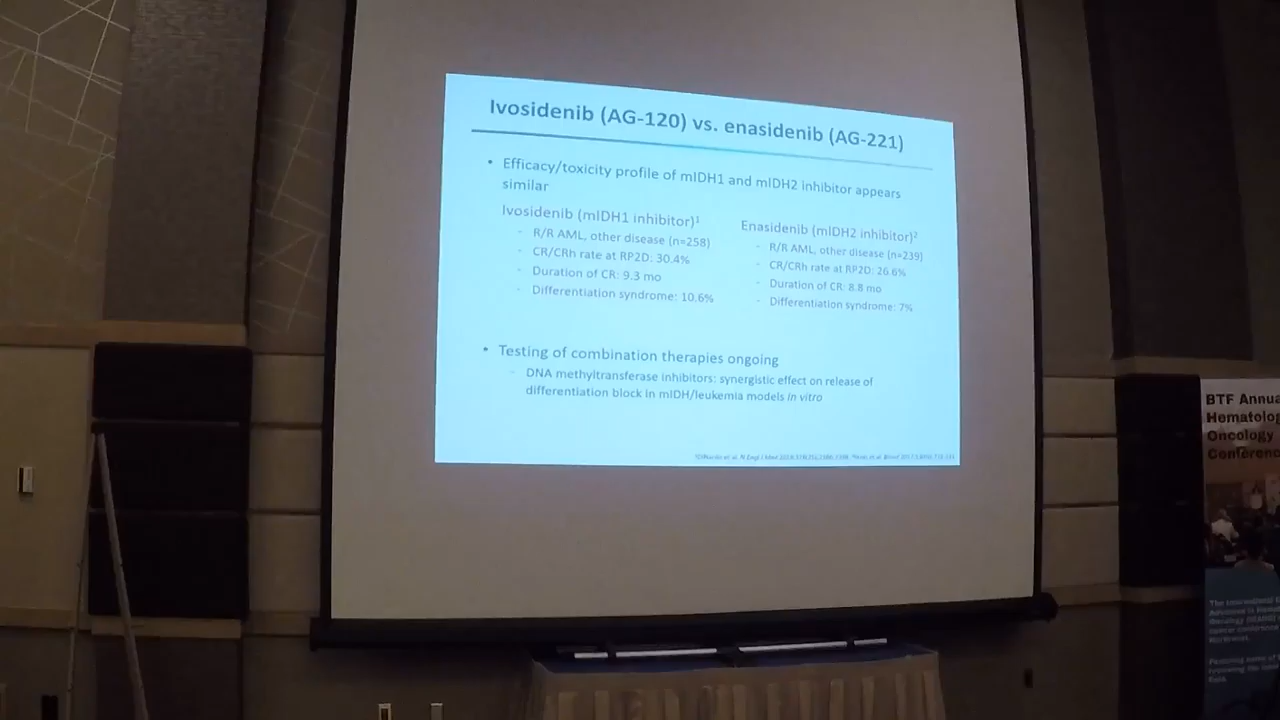 Ivosidenib (AG-120) vs. enasidenib (AG-221)
• Efficacy/toxicity profile of mIDH1 and mIDH2 inhibitor appears
similar
Ivosidenib (mIDH1 inhibitor)¹
- R/R AML, other disease (n=258)
- CR/CRh rate at RP2D: 30.4%
- Duration of CR: 9.3 mo
- Differentiation syndrome: 10.6%
Enasidenib (mIDH2 inhibitor)²
- R/R AML, other disease (n=239)
- CR/CRh rate at RP2D: 26.6%
- Duration of CR: 8.8 mo
- Differentiation syndrome: 7%
• Testing of combination therapies ongoing
- DNA methyltransferase inhibitors: synergistic effect on release of
differentiation block in mIDH/leukemia models in vitro
BTF Annua
Hematolog
Oncology
Conferenc